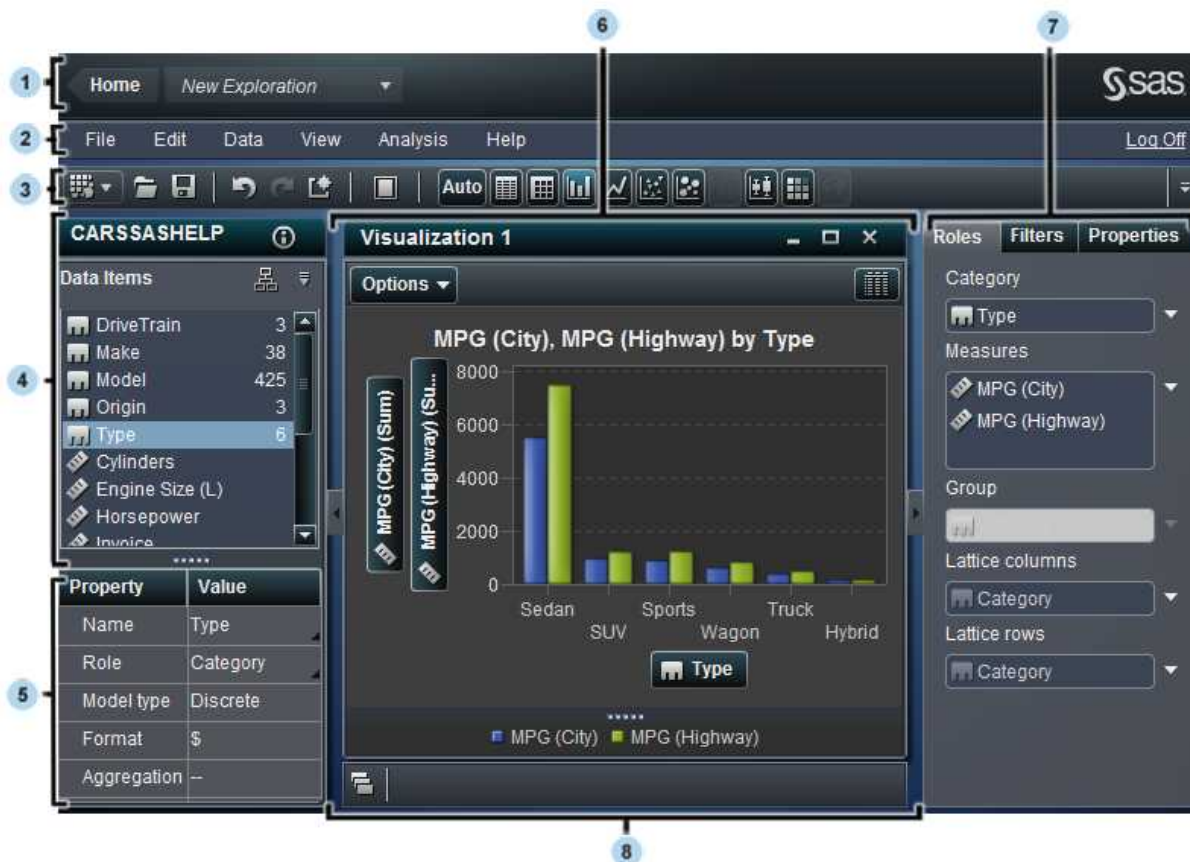 6
7
1
Home
New Exploration
sas
2
File
Edit
Data
View
Analysis
Help
Log Off
3
Auto
4
CARSSASHELP
Data Items
DriveTrain 3
Make 38
Model 425
Origin 3
Type 6
Cylinders
Engine Size (L)
Horsepower
Invoice
5
Property Value
Name Type
Role Category
Model type Discrete
Format $
Aggregation --
Visualization 1
Options
MPG (City), MPG (Highway) by Type
MPG (City) (Sum)
MPG (Highway) (Su...
8000
6000
4000
2000
0
Sedan
SUV
Sports
Wagon
Truck
Hybrid
Type
MPG (City)
MPG (Highway)
Roles
Filters
Properties
Category
Type
Measures
MPG (City)
MPG (Highway)
Group
Lattice columns
Category
Lattice rows
Category
8